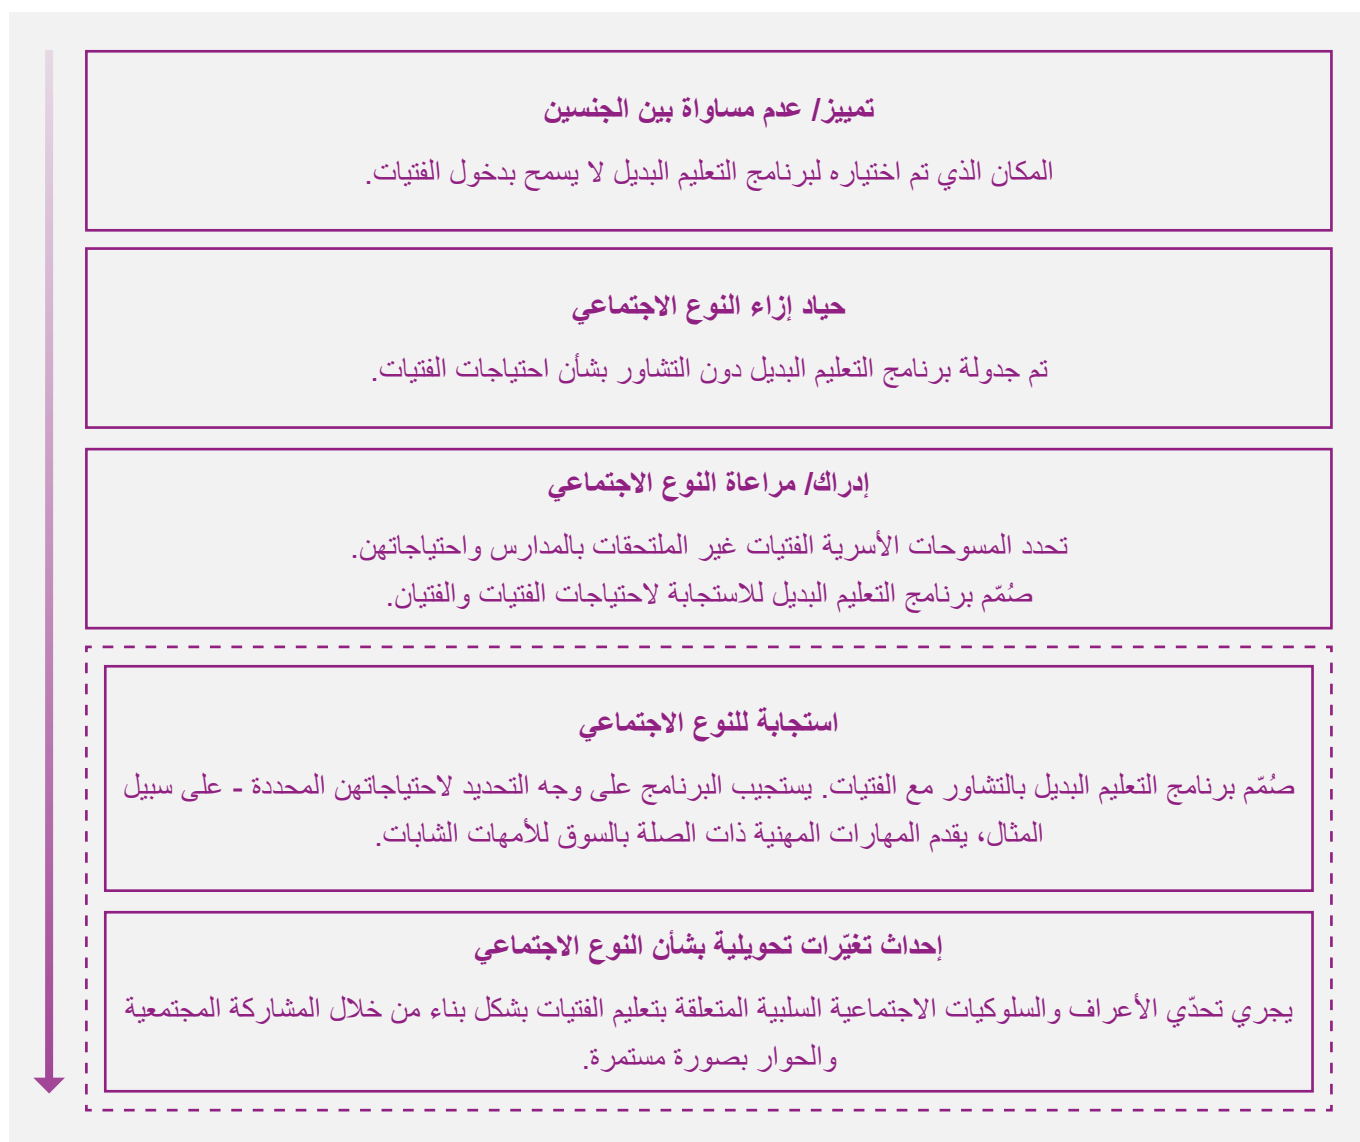 تمييز/ عدم مساواة بين الجنسين
المكان الذي تم اختياره لبرنامج التعليم البديل لا يسمح بدخول الفتيات.
حياد إزاء النوع الاجتماعي
تم جدولة برنامج التعليم البديل دون التشاور بشأن احتياجات الفتيات.
إدراك/ مراعاة النوع الاجتماعي
تحدد المسوحات الأسرية الفتيات غير الملتحقات بالمدارس واحتياجاتهن.
صُمّم برنامج التعليم البديل للاستجابة لاحتياجات الفتيات والفتيان.
استجابة للنوع الاجتماعي
صُمّم برنامج التعليم البديل بالتشاور مع الفتيات. يستجيب البرنامج على وجه التحديد لاحتياجاتهن المحددة - على سبيل
المثال، يقدم المهارات المهنية ذات الصلة بالسوق للأمهات الشابات.
إحداث تغيّرات تحويلية بشأن النوع الاجتماعي
يجري تحدّي الأعراف والسلوكيات الاجتماعية السلبية المتعلقة بتعليم الفتيات بشكل بناء من خلال المشاركة المجتمعية
والحوار بصورة مستمرة.